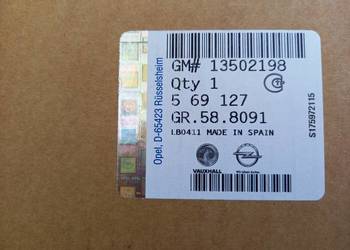 GM# 13502198
Qty 1
5 69 127
GR.58.8091
LB0411 MADE IN SPAIN
VAUXHALL
Opel, D-65423 Rüsselsheim
S175972115